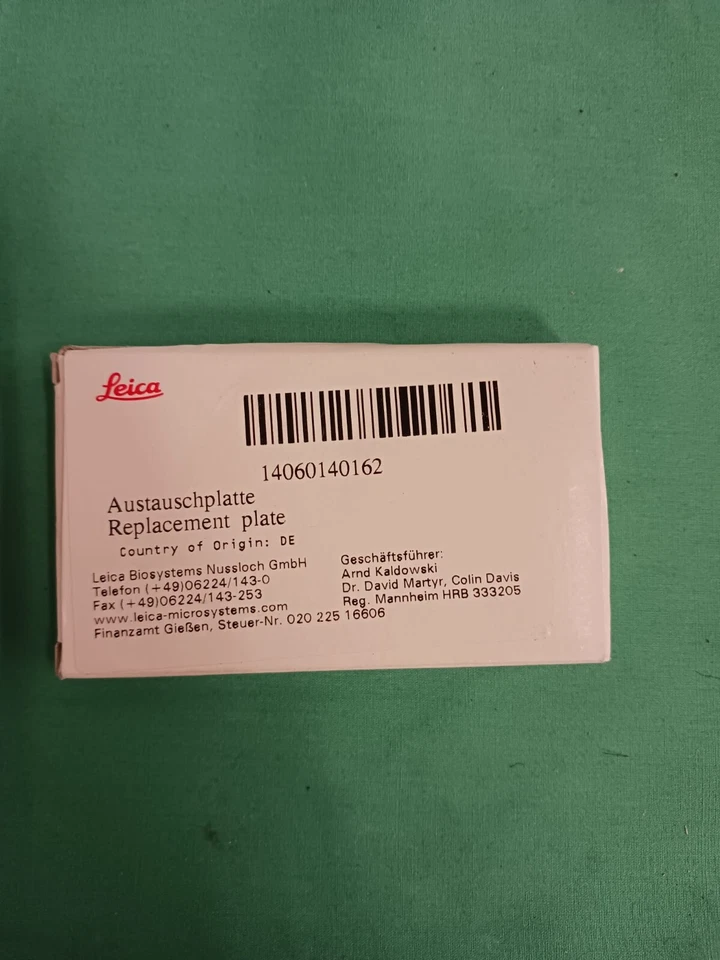 Leica
14060140162
Austauschplatte
Replacement plate
Country of Origin: DE
Leica Biosystems Nussloch GmbH
Telefon (+49)06224/143-0
Fax (+49)06224/143-253
www.leica-microsystems.com
Finanzamt Gießen, Steuer-Nr. 020 225 16606
Geschäftsführer:
Arnd Kaldowski
Dr. David Martyr, Colin Davis
Reg. Mannheim HRB 333205